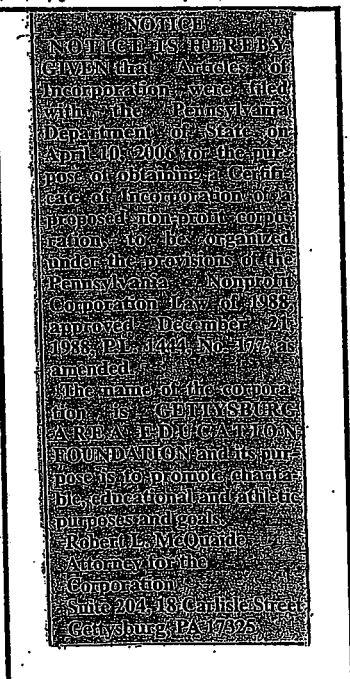 NOTICE
NOTICE IS HEREBY
GIVEN that Articles of
Incorporation were filed
with the Pennsylvania
Department of State on
April 10, 2006 for the pur-
pose of obtaining a Certifi-
cate of Incorporation of a
proposed non-profit corpo-
ration, to be organized
under the provisions of the
Pennsylvania Nonprofit
Corporation Law of 1988,
approved December 21,
1988, P.L. 1444, No. 177, as
amended.
The name of the corpora-
tion is GETTYSBURG
AREA EDUCATION
FOUNDATION and its pur-
pose is to promote charita-
ble, educational and athletic
purposes and goals.
Robert L. McQuaide,
Attorney for the
Corporation
Suite 204, 18 Carlisle Street
Gettysburg, PA 17325